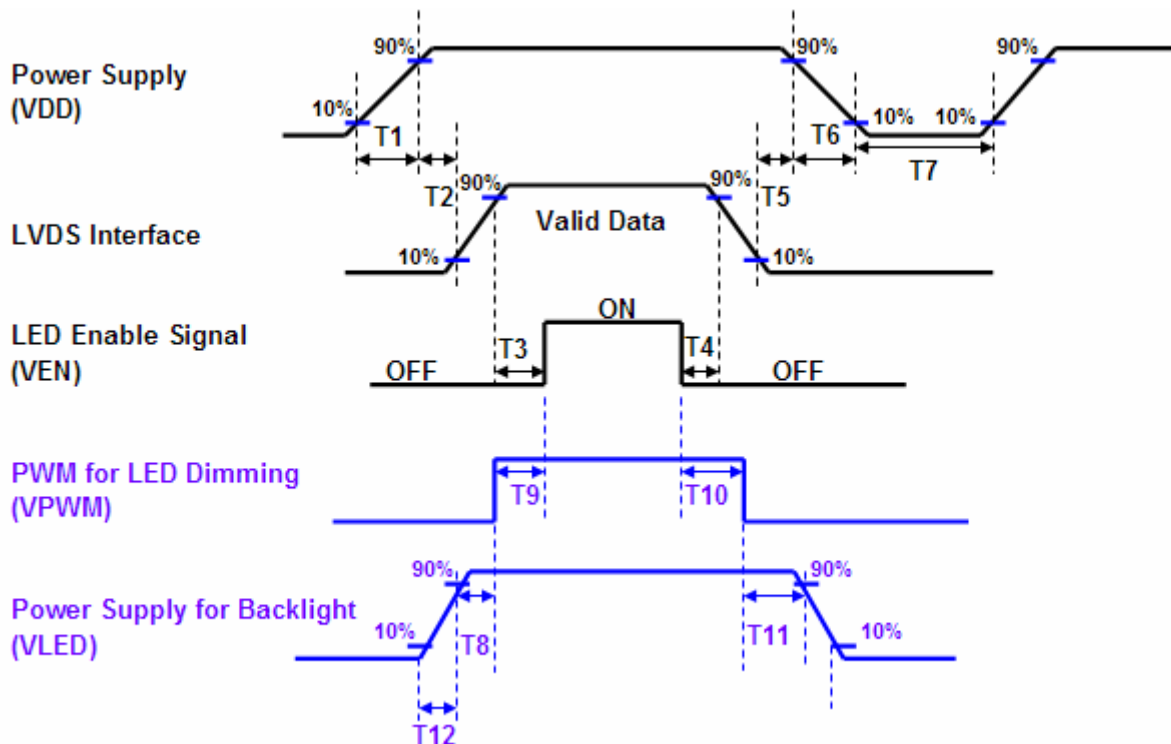 90% 90% 90%
Power Supply
(VDD)
10% 10% 10%
T1 T6
T7
T2 90% 90% T5
LVDS Interface
Valid Data
10% 10%
ON
LED Enable Signal
(VEN)
T3 T4
OFF OFF
PWM for LED Dimming
(VPWM)
T9 T10
90% 90%
Power Supply for Backlight
(VLED)
10% 10%
T8 T11
T12